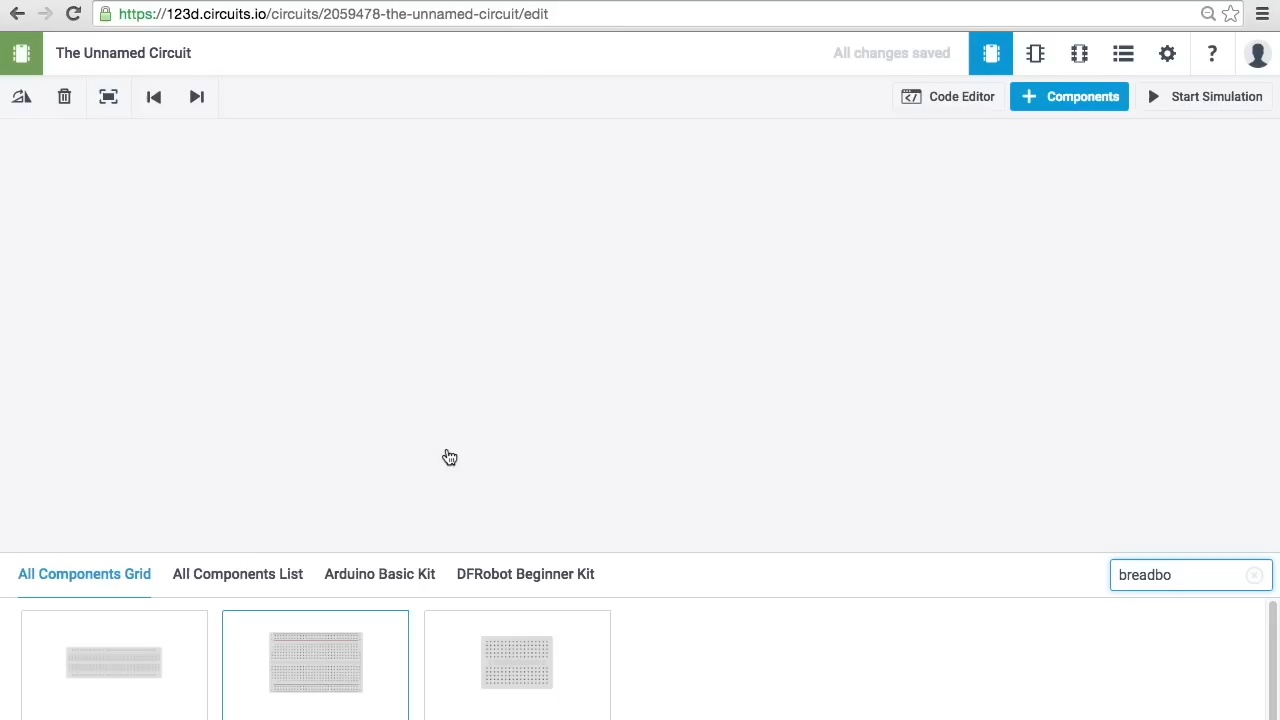 https://123d.circuits.io/circuits/2059478-the-unnamed-circuit/edit
The Unnamed Circuit
All changes saved
?
Code Editor
+ Components
Start Simulation
All Components Grid
All Components List
Arduino Basic Kit
DFRobot Beginner Kit
breadbo